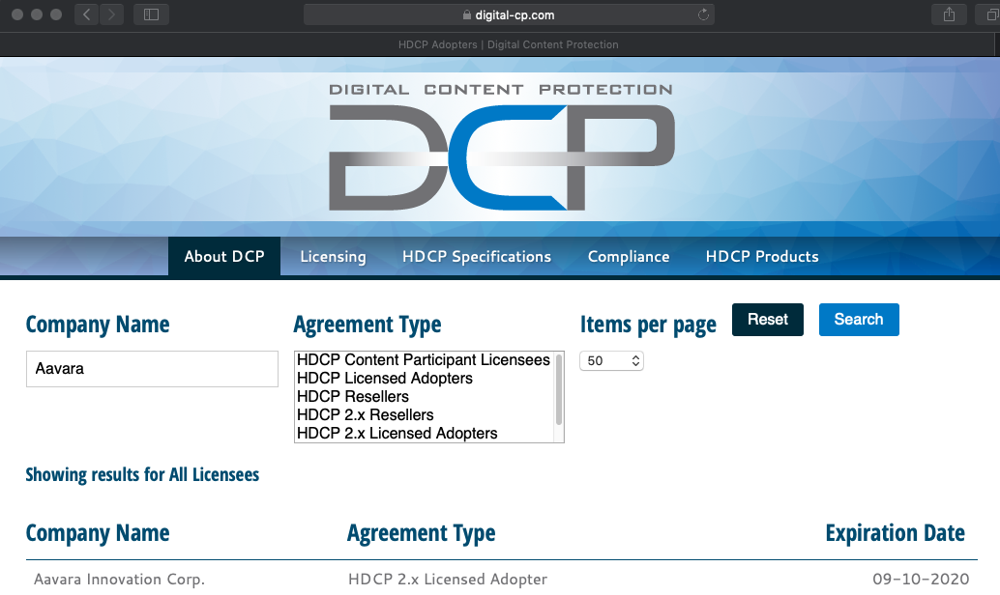 digital-cp.com
HDCP Adopters | Digital Content Protection
DIGITAL CONTENT PROTECTION
DCP
About DCP Licensing HDCP Specifications Compliance HDCP Products
Company Name Agreement Type Items per page Reset Search
Aavara HDCP Content Participant Licensees 50
HDCP Licensed Adopters
HDCP Resellers
HDCP 2.x Resellers
HDCP 2.x Licensed Adopters
Showing results for All Licensees
Company Name Agreement Type Expiration Date
Aavara Innovation Corp. HDCP 2.x Licensed Adopter 09-10-2020